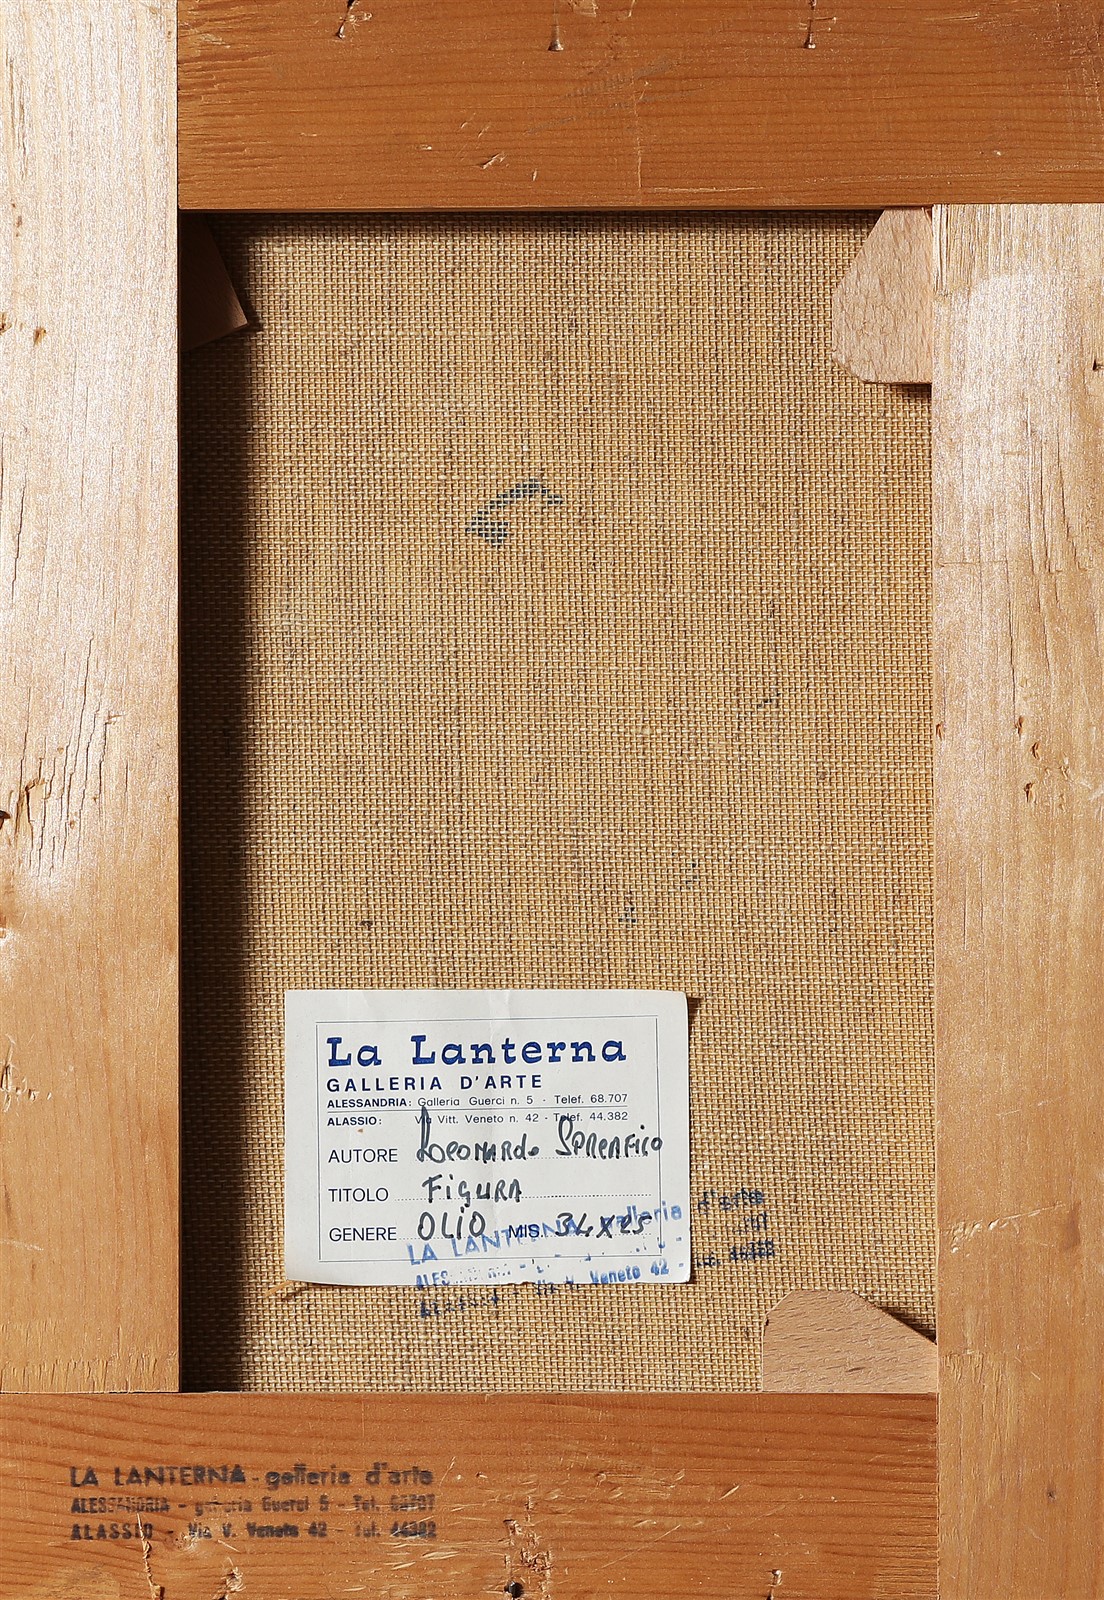 La Lanterna
GALLERIA D'ARTE
ALESSANDRIA: Galleria Guerci n. 5 - Telef. 68.707
ALASSIO: Via Vitt. Veneto n. 42 - Telef. 44.382
AUTORE Leonardo Spreafico
TITOLO FIGURA
GENERE OLIO MIS. 34x25
LA LANTERNA galleria d'arte
Via V. Veneto 42 -
LA LANTERNA - galleria d'arte
ALESSANDRIA - galleria Guerci 5 - Tel. 68707
ALASSIO - Via V. Veneto 42 - Tel. 44382